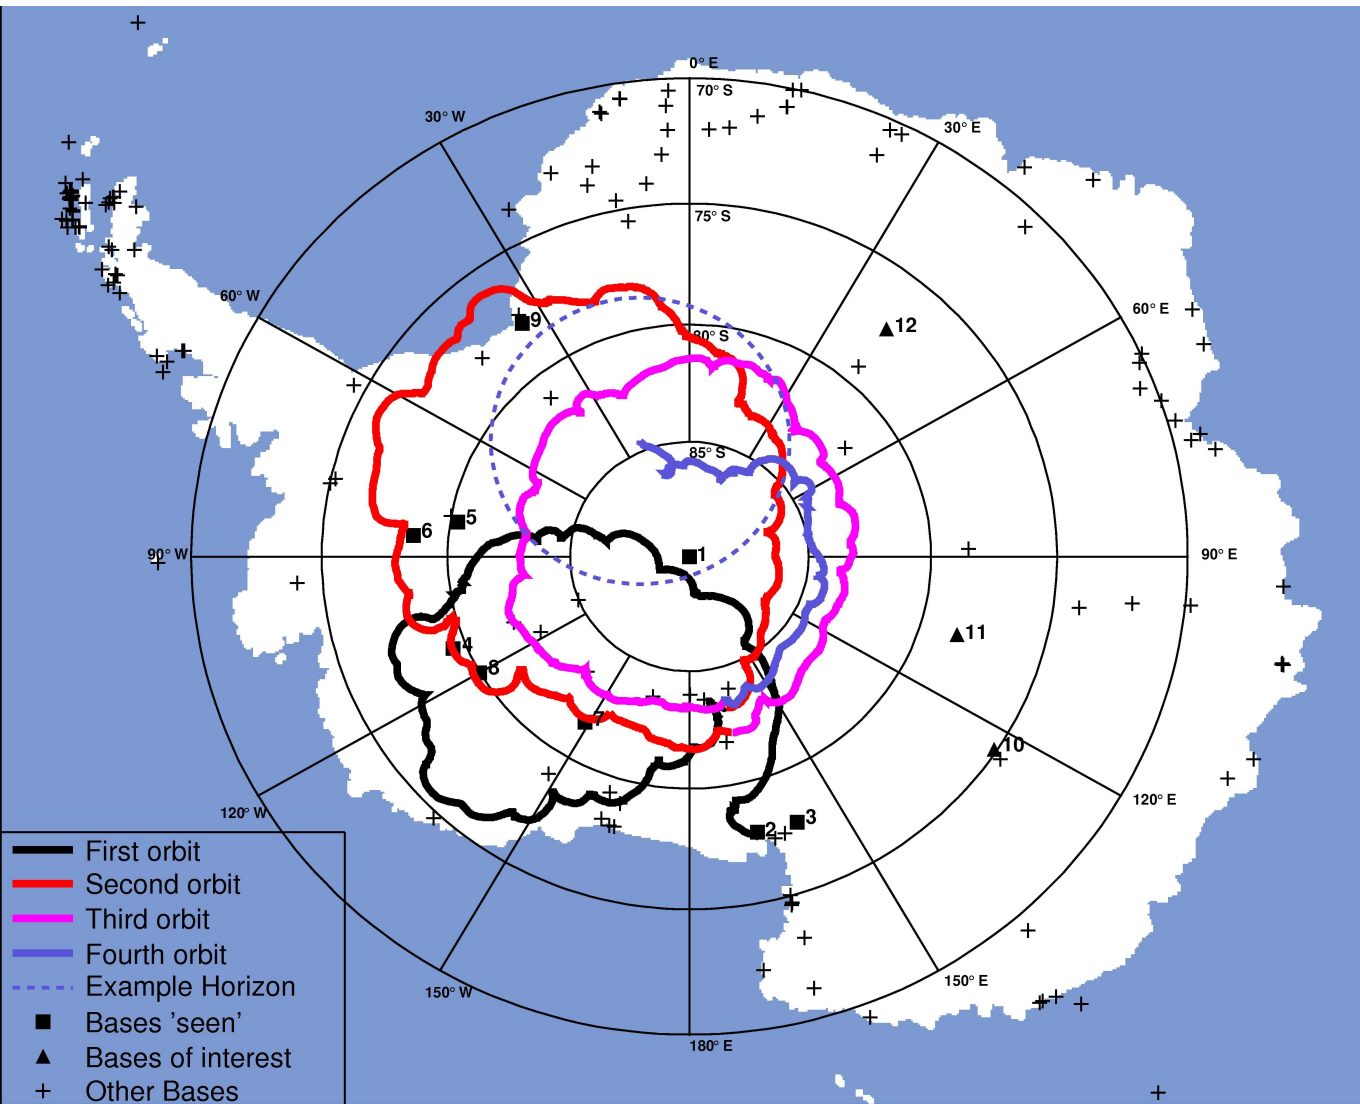 0° E
70° S
30° W
30° E
75° S
60° W
60° E
9
80° S
12
85° S
5
6
90° W
1
90° E
11
4
8
7
10
120° W
120° E
2
3
First orbit
Second orbit
Third orbit
Fourth orbit
Example Horizon
Bases 'seen'
Bases of interest
Other Bases
150° W
150° E
180° E